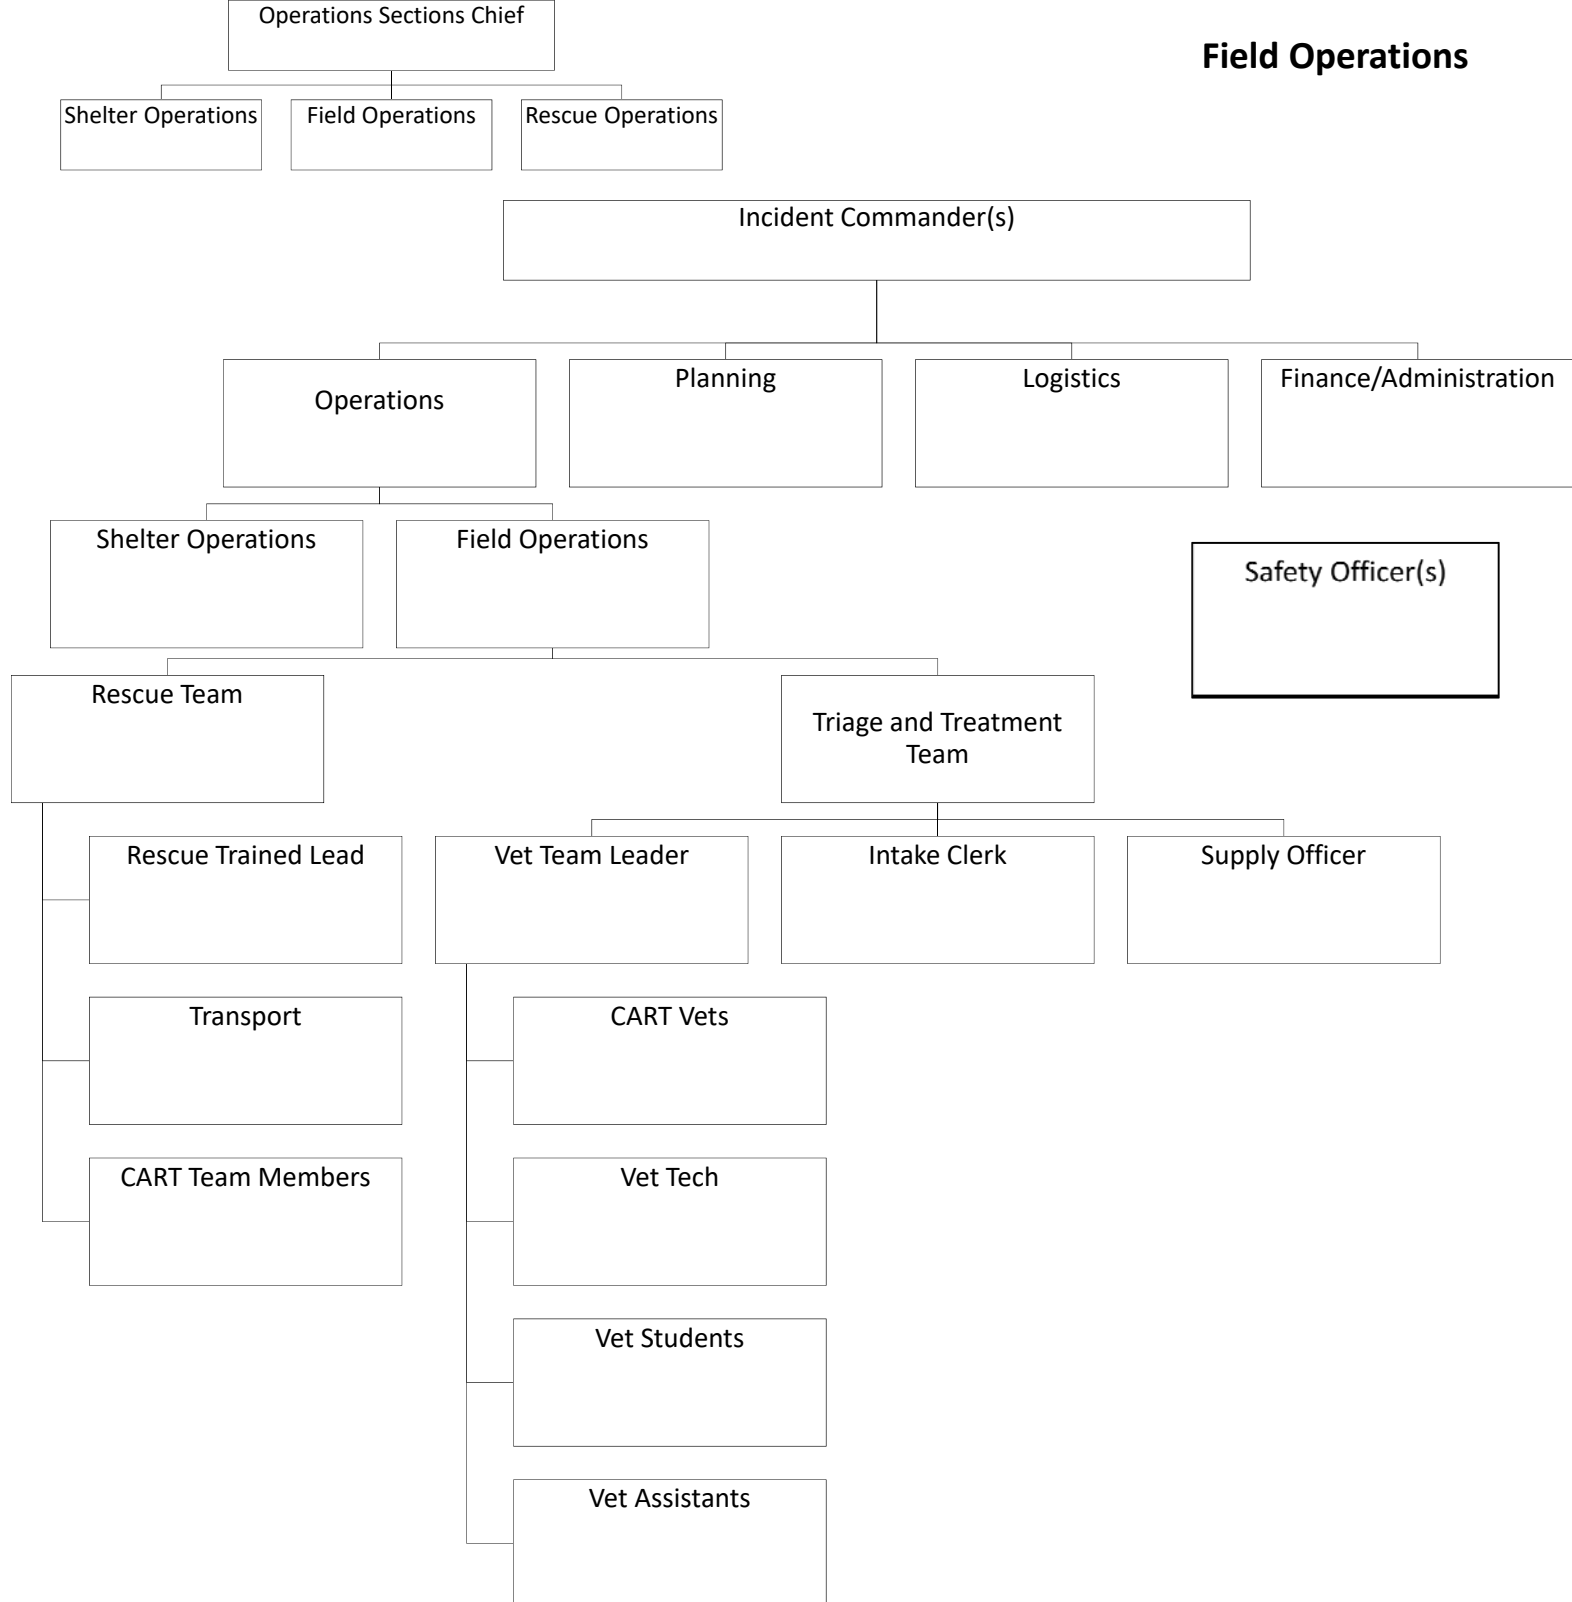 Operations Sections Chief
Field Operations
Shelter Operations
Field Operations
Rescue Operations
Incident Commander(s)
Operations
Planning
Logistics
Finance/Administration
Shelter Operations
Field Operations
Safety Officer(s)
Rescue Team
Triage and Treatment
Team
Rescue Trained Lead
Vet Team Leader
Intake Clerk
Supply Officer
Transport
CART Vets
CART Team Members
Vet Tech
Vet Students
Vet Assistants